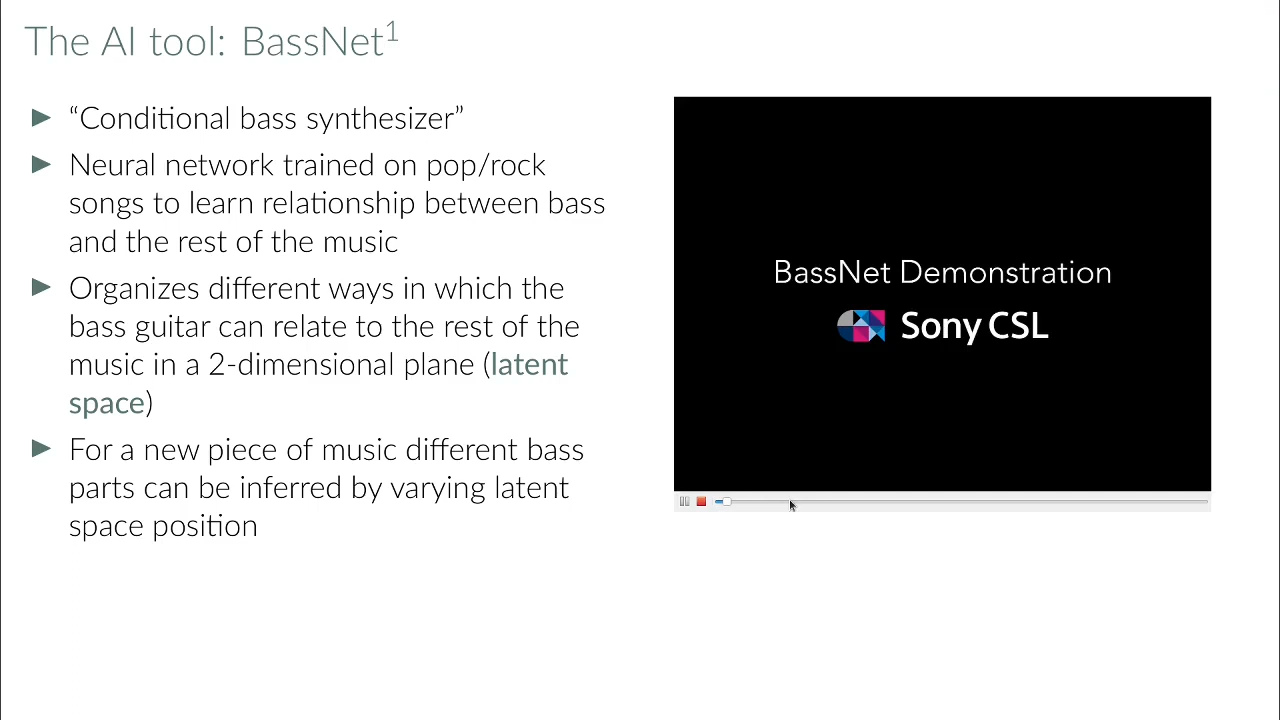 The AI tool: BassNet1
“Conditional bass synthesizer”
Neural network trained on pop/rock
songs to learn relationship between bass
and the rest of the music
Organizes different ways in which the
bass guitar can relate to the rest of the
music in a 2-dimensional plane (latent
space)
For a new piece of music different bass
parts can be inferred by varying latent
space position
BassNet Demonstration
Sony CSL